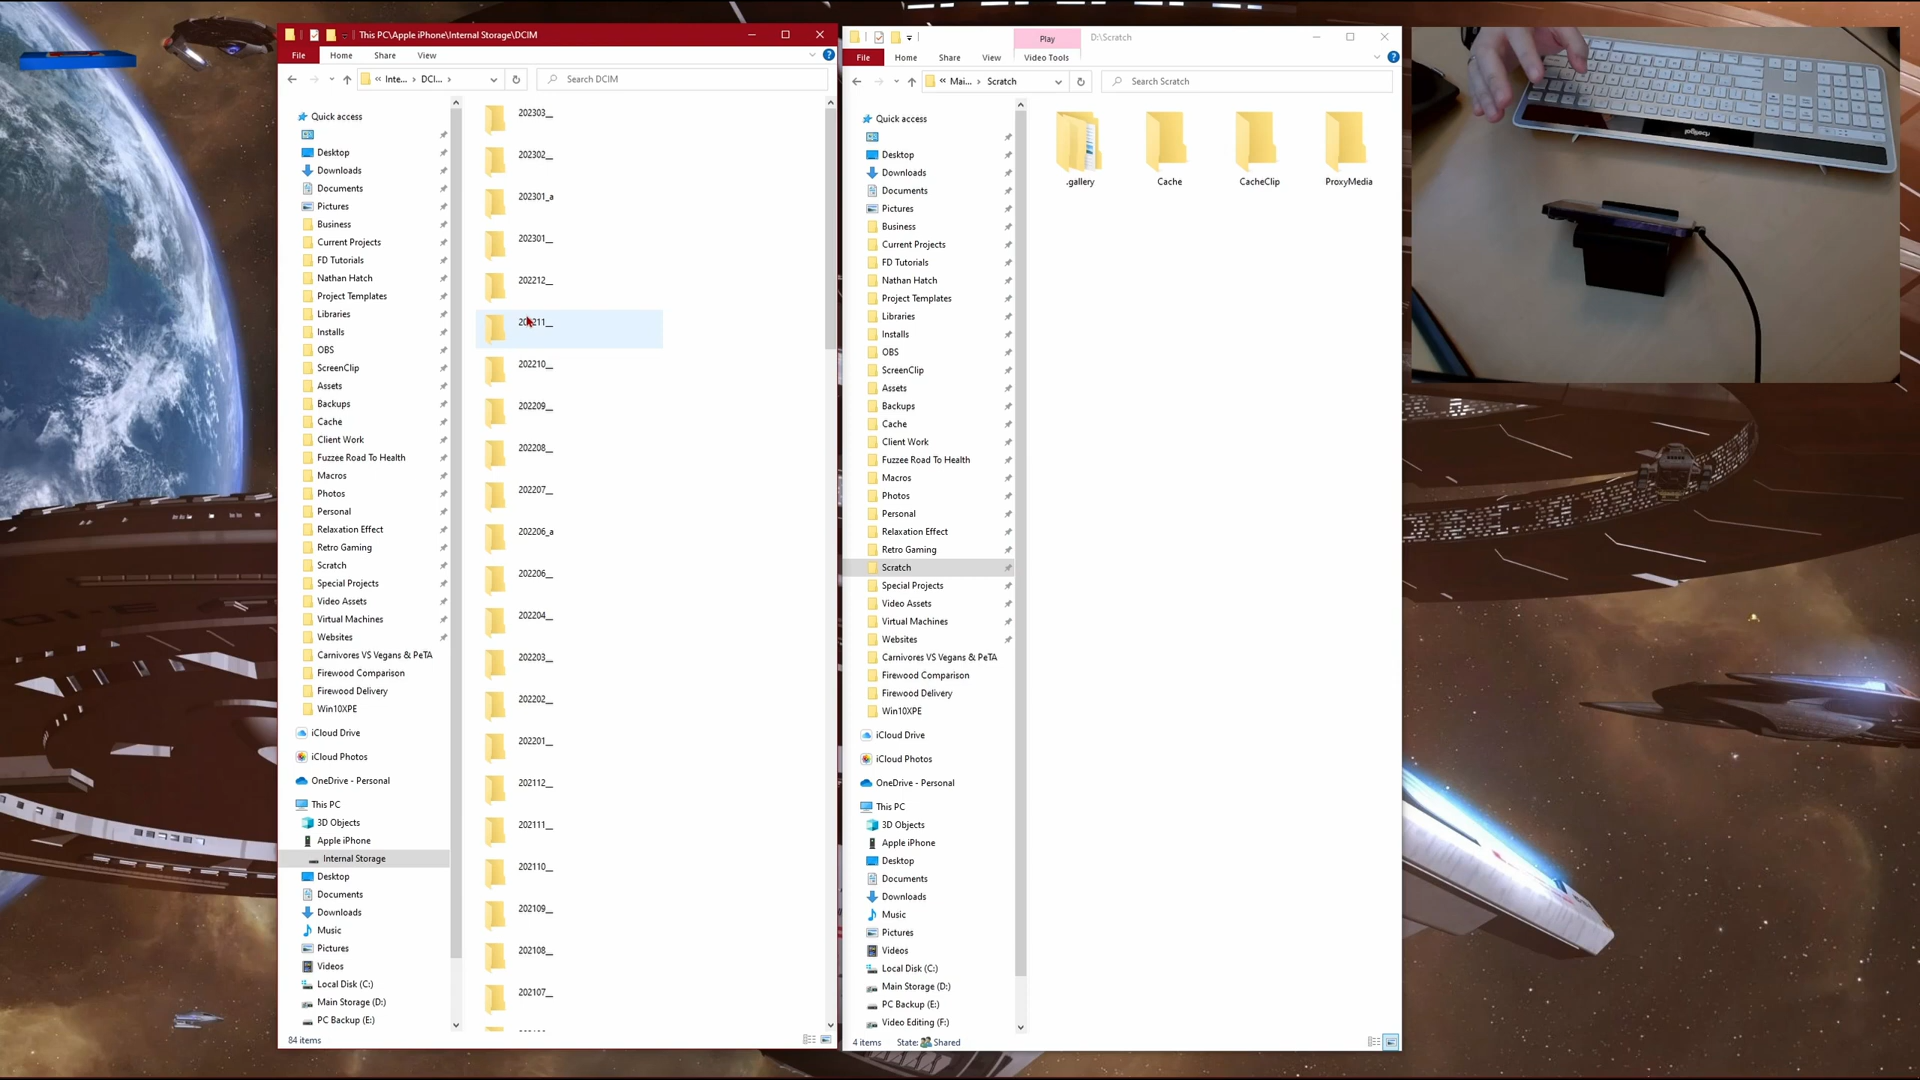 This PC\Apple iPhone\Internal Storage\DCIM
File Home Share View
« Inte... › DCI... ›
Search DCIM
Quick access
Desktop
Downloads
Documents
Pictures
Business
Current Projects
FD Tutorials
Nathan Hatch
Project Templates
Libraries
Installs
OBS
ScreenClip
Assets
Backups
Cache
Client Work
Fuzzee Road To Health
Macros
Photos
Personal
Relaxation Effect
Retro Gaming
Scratch
Special Projects
Video Assets
Virtual Machines
Websites
Carnivores VS Vegans & PeTA
Firewood Comparison
Firewood Delivery
Win10XPE
iCloud Drive
iCloud Photos
OneDrive - Personal
This PC
3D Objects
Apple iPhone
Internal Storage
Desktop
Documents
Downloads
Music
Pictures
Videos
Local Disk (C:)
Main Storage (D:)
PC Backup (E:)
202303__
202302__
202301_a
202301__
202212__
202211__
202210__
202209__
202208__
202207__
202206_a
202206__
202204__
202203__
202202__
202201__
202112__
202111__
202110__
202109__
202108__
202107__
84 items
Play D:\Scratch
File Home Share View Video Tools
« Mai... › Scratch
Search Scratch
Quick access
Desktop
Downloads
Documents
Pictures
Business
Current Projects
FD Tutorials
Nathan Hatch
Project Templates
Libraries
Installs
OBS
ScreenClip
Assets
Backups
Cache
Client Work
Fuzzee Road To Health
Macros
Photos
Personal
Relaxation Effect
Retro Gaming
Scratch
Special Projects
Video Assets
Virtual Machines
Websites
Carnivores VS Vegans & PeTA
Firewood Comparison
Firewood Delivery
Win10XPE
iCloud Drive
iCloud Photos
OneDrive - Personal
This PC
3D Objects
Apple iPhone
Desktop
Documents
Downloads
Music
Pictures
Videos
Local Disk (C:)
Main Storage (D:)
PC Backup (E:)
Video Editing (F:)
.gallery Cache CacheClip ProxyMedia
4 items State: Shared
logitech